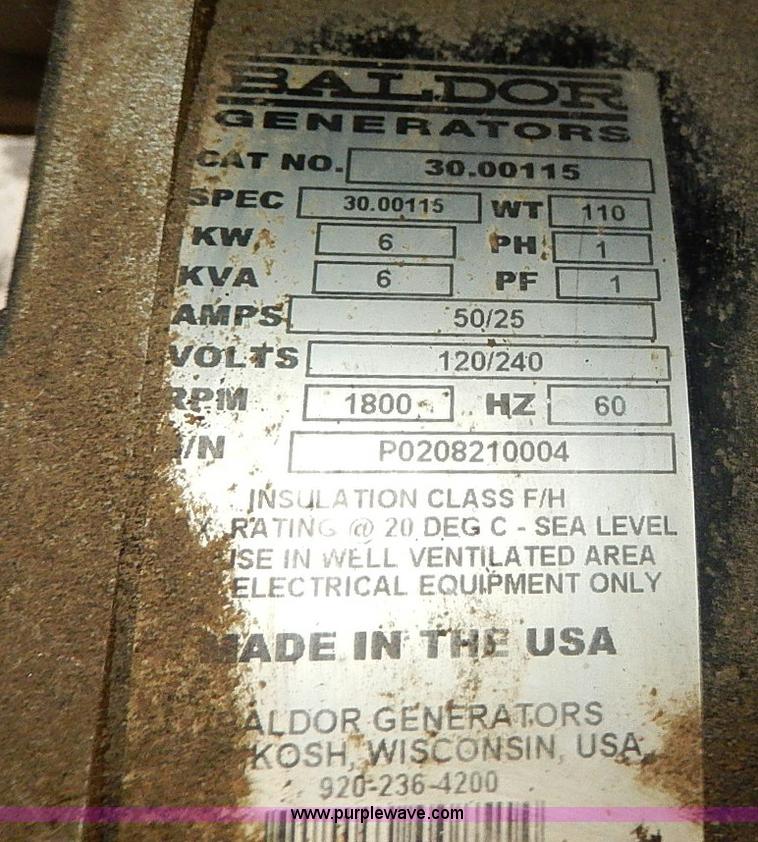 BALDOR
GENERATORS
CAT NO. 30.00115
SPEC 30.00115 WT 110
KW 6 PH 1
KVA 6 PF 1
AMPS 50/25
VOLTS 120/240
RPM 1800 HZ 60
/N P0208210004
INSULATION CLASS F/H
X. RATING @ 20 DEG C - SEA LEVEL
SE IN WELL VENTILATED AREA
ELECTRICAL EQUIPMENT ONLY
MADE IN THE USA
BALDOR GENERATORS
KOSH, WISCONSIN, USA
920-236-4200
www.purplewave.com